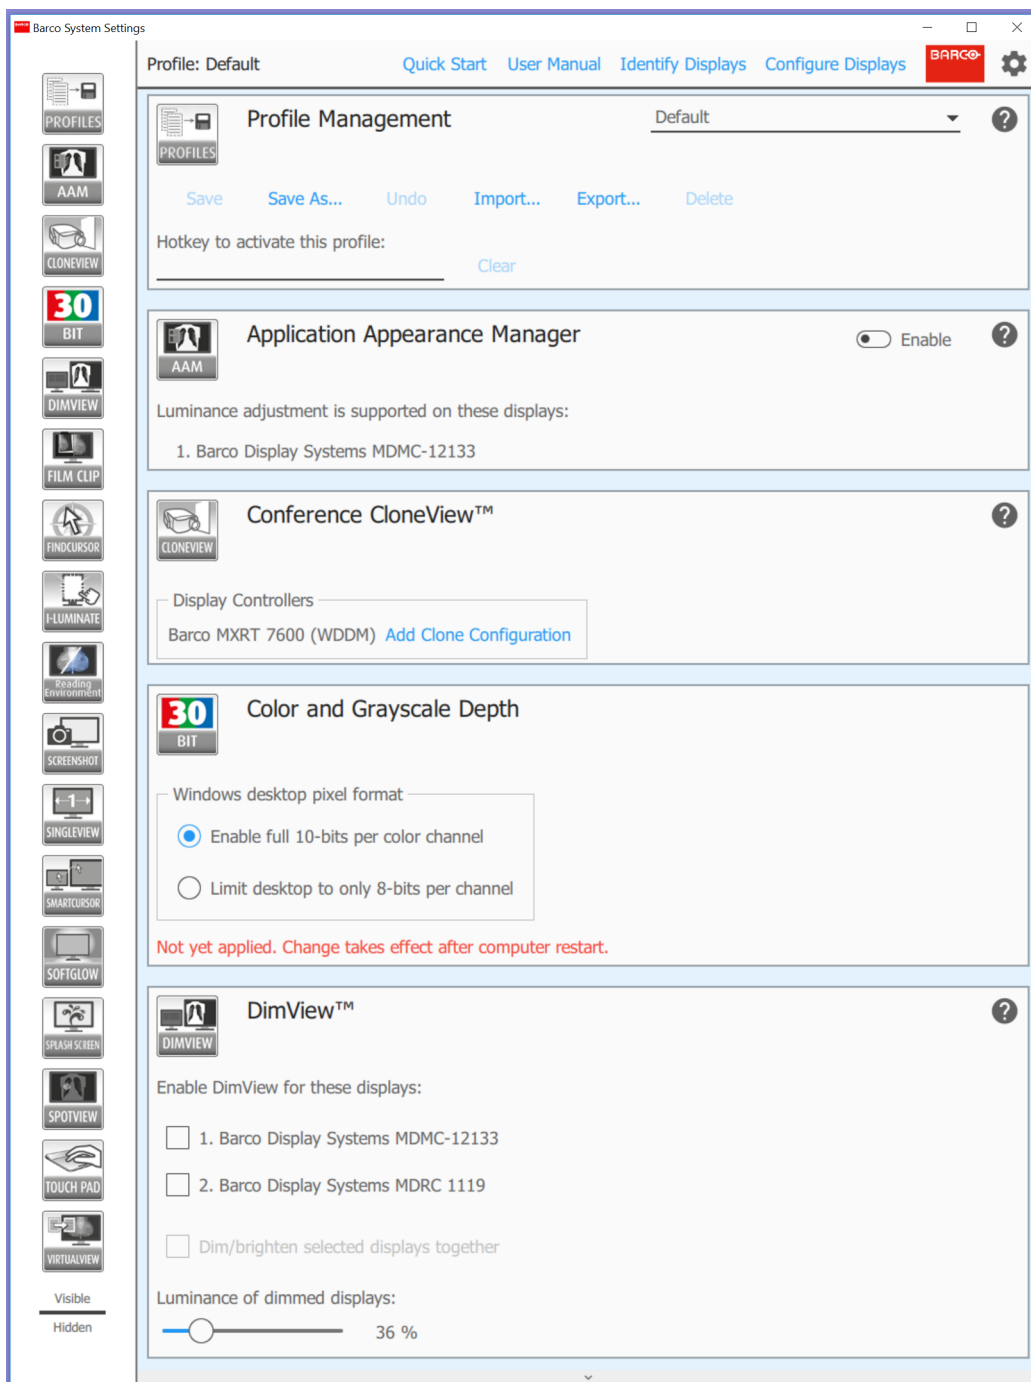 Barco System Settings
Profile: Default
Quick Start
User Manual
Identify Displays
Configure Displays
BARCO
PROFILES
AAM
CLONEVIEW
30
BIT
DIMVIEW
FILM CLIP
FINDCURSOR
I-LUMINATE
Reading
Environment
SCREENSHOT
1
SINGLEVIEW
SMARTCURSOR
SOFTGLOW
SPLASH SCREEN
SPOTVIEW
TOUCH PAD
VIRTUALVIEW
Visible
Hidden
PROFILES
Profile Management
Default
?
Save
Save As...
Undo
Import...
Export...
Delete
Hotkey to activate this profile:
Clear
AAM
Application Appearance Manager
Enable
?
Luminance adjustment is supported on these displays:
1. Barco Display Systems MDMC-12133
CLONEVIEW
Conference CloneView™
?
Display Controllers
Barco MXRT 7600 (WDDM) Add Clone Configuration
30
BIT
Color and Grayscale Depth
Windows desktop pixel format
Enable full 10-bits per color channel
Limit desktop to only 8-bits per channel
Not yet applied. Change takes effect after computer restart.
DIMVIEW
DimView™
?
Enable DimView for these displays:
1. Barco Display Systems MDMC-12133
2. Barco Display Systems MDRC 1119
Dim/brighten selected displays together
Luminance of dimmed displays:
36 %